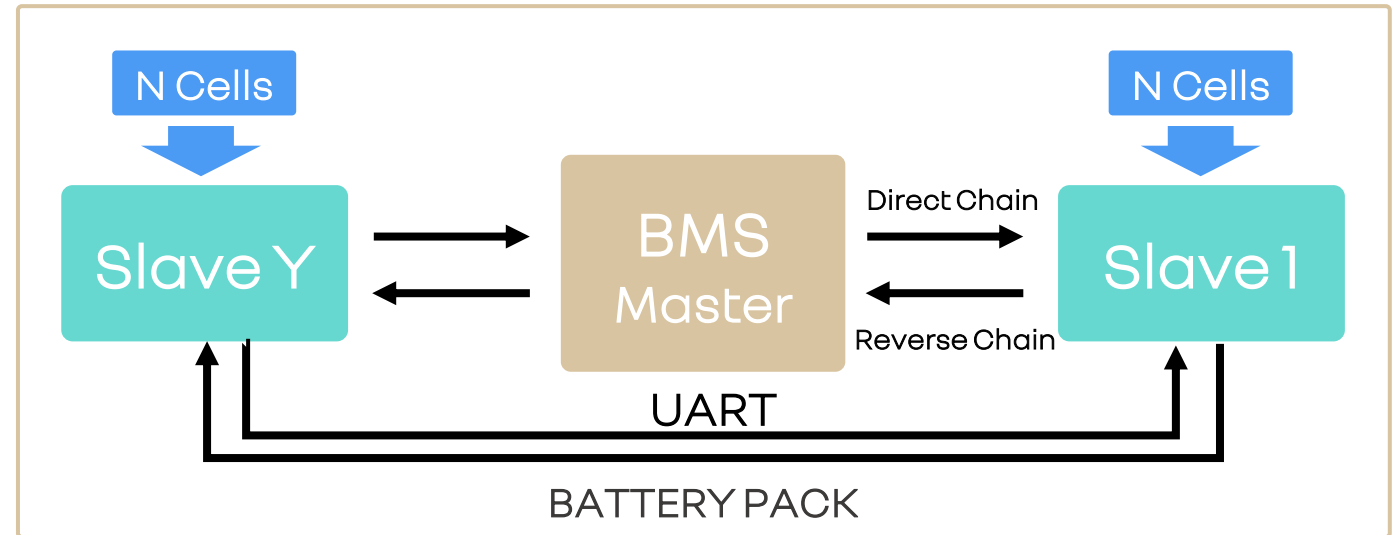 N Cells
N Cells
Slave Y
BMS
Master
Direct Chain
Reverse Chain
Slave 1
UART
BATTERY PACK